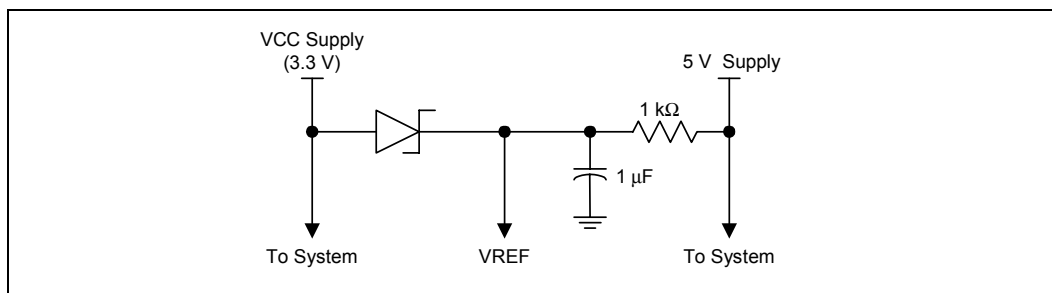 VCC Supply
(3.3 V)
5 V Supply
1 kΩ
1 μF
To System
VREF
To System